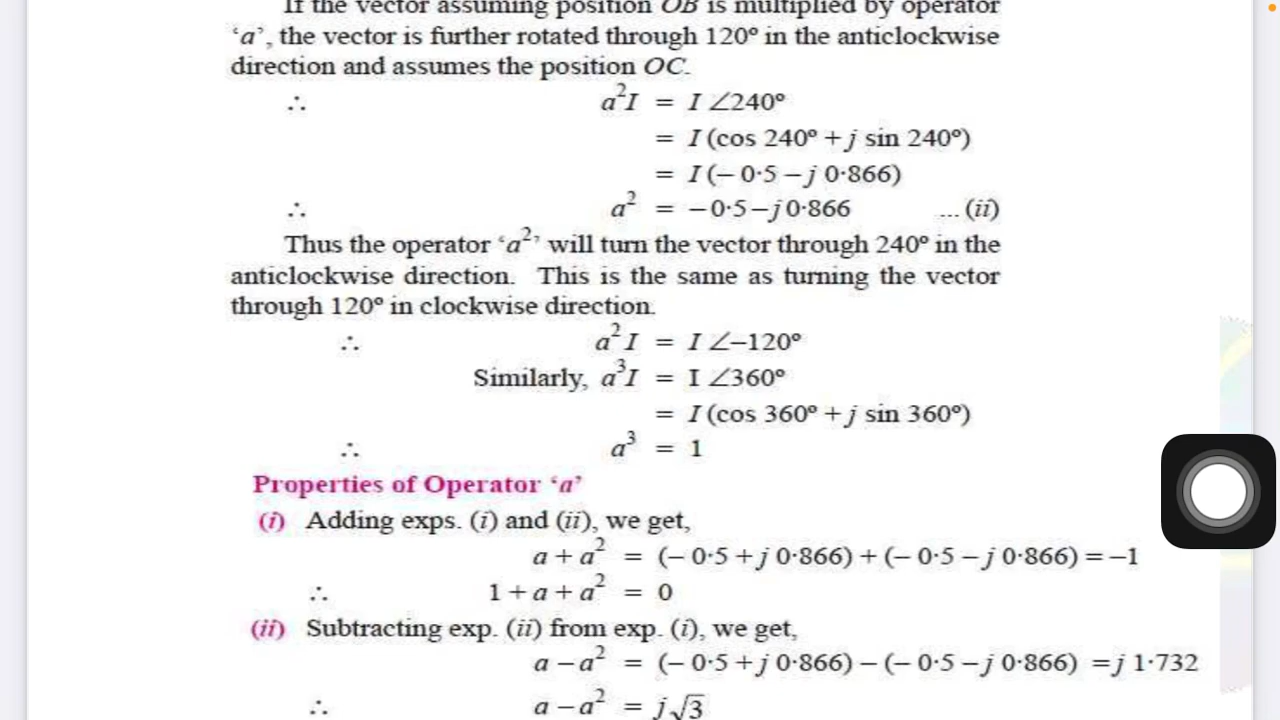 If the vector assuming position OB is multiplied by operator
'a', the vector is further rotated through 120° in the anticlockwise
direction and assumes the position OC.
∴ a²I = I ∠240°
= I (cos 240° + j sin 240°)
= I (– 0·5 – j 0·866)
∴ a² = – 0·5 – j 0·866 ... (ii)
Thus the operator 'a²' will turn the vector through 240° in the
anticlockwise direction. This is the same as turning the vector
through 120° in clockwise direction.
∴ a²I = I ∠–120°
Similarly, a³I = I ∠360°
= I (cos 360° + j sin 360°)
∴ a³ = 1
Properties of Operator 'a'
(i) Adding exps. (i) and (ii), we get,
a + a² = (– 0·5 + j 0·866) + (– 0·5 – j 0·866) = –1
∴ 1 + a + a² = 0
(ii) Subtracting exp. (ii) from exp. (i), we get,
a – a² = (– 0·5 + j 0·866) – (– 0·5 – j 0·866) = j 1·732
∴ a – a² = j√3